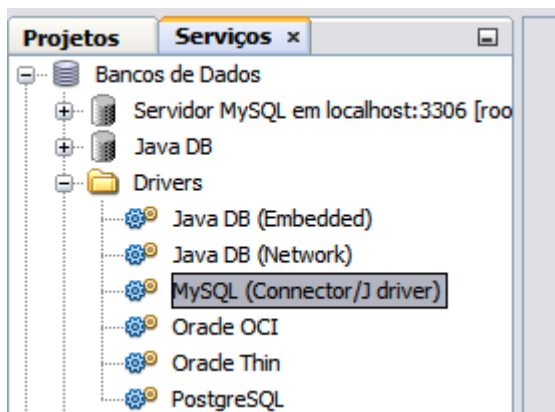 Projetos Serviços ×
Bancos de Dados
Servidor MySQL em localhost:3306 [roo
Java DB
Drivers
Java DB (Embedded)
Java DB (Network)
MySQL (Connector/J driver)
Oracle OCI
Oracle Thin
PostgreSQL